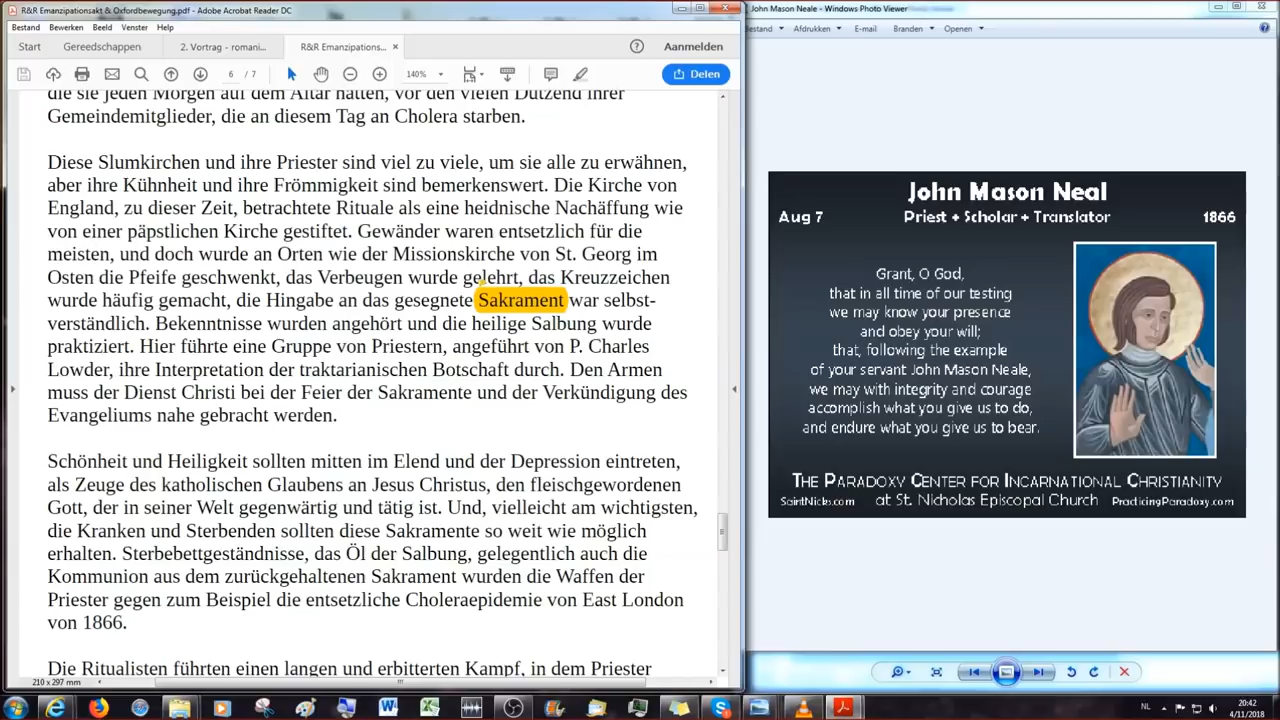 R&R Emanzipationsakt & Oxfordbewegung.pdf - Adobe Acrobat Reader DC
Bestand Bewerken Beeld Venster Help
Start Gereedschappen 2. Vortrag - romani... R&R Emanzipations... × Aanmelden
6 / 7 140% Delen
die sie jeden Morgen auf dem Altar hatten, vor den vielen Dutzend ihrer
Gemeindemitglieder, die an diesem Tag an Cholera starben.
Diese Slumkirchen und ihre Priester sind viel zu viele, um sie alle zu erwähnen,
aber ihre Kühnheit und ihre Frömmigkeit sind bemerkenswert. Die Kirche von
England, zu dieser Zeit, betrachtete Rituale als eine heidnische Nachäffung wie
von einer päpstlichen Kirche gestiftet. Gewänder waren entsetzlich für die
meisten, und doch wurde an Orten wie der Missionskirche von St. Georg im
Osten die Pfeife geschwenkt, das Verbeugen wurde gelehrt, das Kreuzzeichen
wurde häufig gemacht, die Hingabe an das gesegnete Sakrament war selbst-
verständlich. Bekenntnisse wurden angehört und die heilige Salbung wurde
praktiziert. Hier führte eine Gruppe von Priestern, angeführt von P. Charles
Lowder, ihre Interpretation der traktarianischen Botschaft durch. Den Armen
muss der Dienst Christi bei der Feier der Sakramente und der Verkündigung des
Evangeliums nahe gebracht werden.
Schönheit und Heiligkeit sollten mitten im Elend und der Depression eintreten,
als Zeuge des katholischen Glaubens an Jesus Christus, den fleischgewordenen
Gott, der in seiner Welt gegenwärtig und tätig ist. Und, vielleicht am wichtigsten,
die Kranken und Sterbenden sollten diese Sakramente so weit wie möglich
erhalten. Sterbebettgeständnisse, das Öl der Salbung, gelegentlich auch die
Kommunion aus dem zurückgehaltenen Sakrament wurden die Waffen der
Priester gegen zum Beispiel die entsetzliche Choleraepidemie von East London
von 1866.
Die Ritualisten führten einen langen und erbitterten Kampf, in dem Priester
210 x 297 mm
John Mason Neale - Windows Photo Viewer
Bestand Afdrukken E-mail Branden Openen
John Mason Neal
Aug 7 Priest + Scholar + Translator 1866
Grant, O God,
that in all time of our testing
we may know your presence
and obey your will;
that, following the example
of your servant John Mason Neale,
we may with integrity and courage
accomplish what you give us to do,
and endure what you give us to bear.
The Paradoxy Center for Incarnational Christianity
SaintNicks.com at St. Nicholas Episcopal Church PracticingParadoxy.com
NL 20:42
4/11/2018